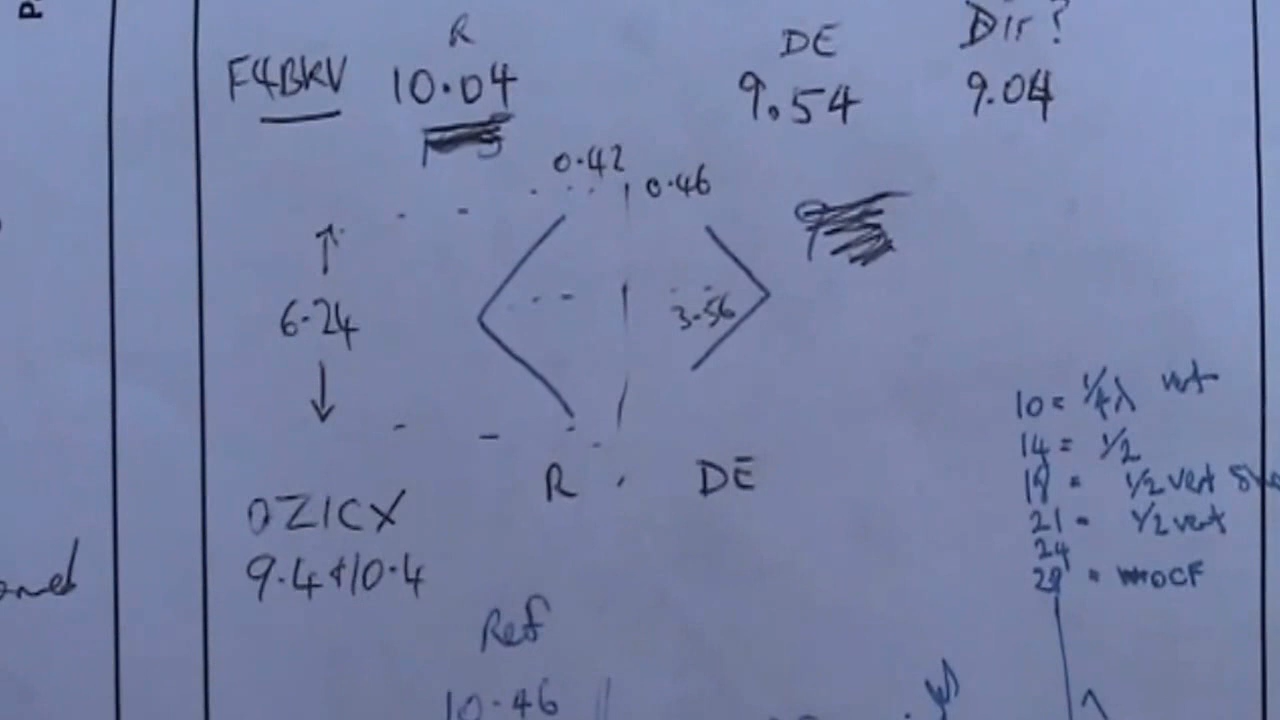 R DE Dir?
F4BKV 10.04 9.54 9.04
0.42
0.46
6.24
3.56
R DE
OZ1CX
9.4 & 10.4
Ref
10.46
10 = 1/4λ vert
14 = 1/2
= 1/2 vert
21 = 1/2 vert
24
= OCF